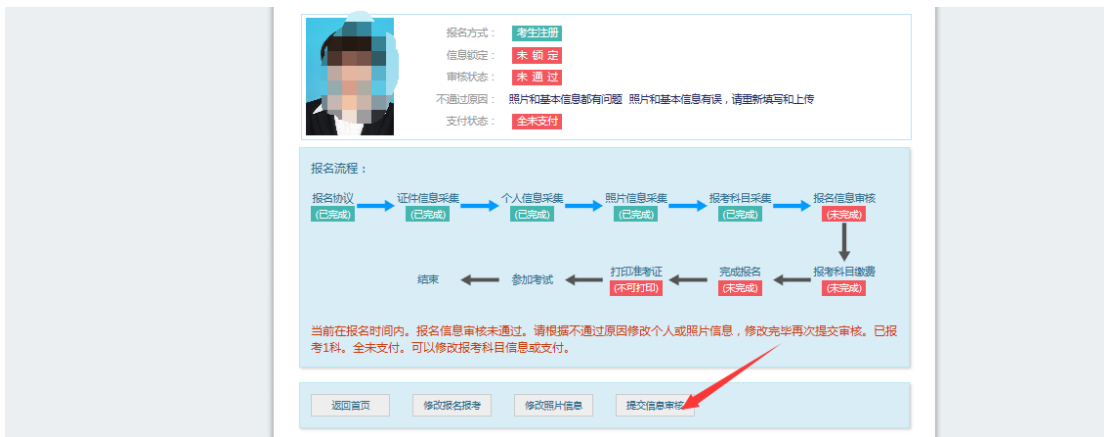 报名方式： 考生注册
信息锁定： 未 锁 定
审核状态： 未 通 过
不通过原因： 照片和基本信息都有问题 照片和基本信息有误，请重新填写和上传
支付状态： 全未支付
报名流程：
报名协议 证件信息采集 个人信息采集 照片信息采集 报考科目采集 报名信息审核
(已完成) (已完成) (已完成) (已完成) (已完成) (未完成)
结束 参加考试 打印准考证 完成报名 报考科目缴费
(不可打印) (未完成) (未完成)
当前在报名时间内。报名信息审核未通过。请根据不通过原因修改个人或照片信息，修改完毕再次提交审核。已报
考1科。全未支付。可以修改报考科目信息或支付。
返回首页 修改报名报考 修改照片信息 提交信息审核